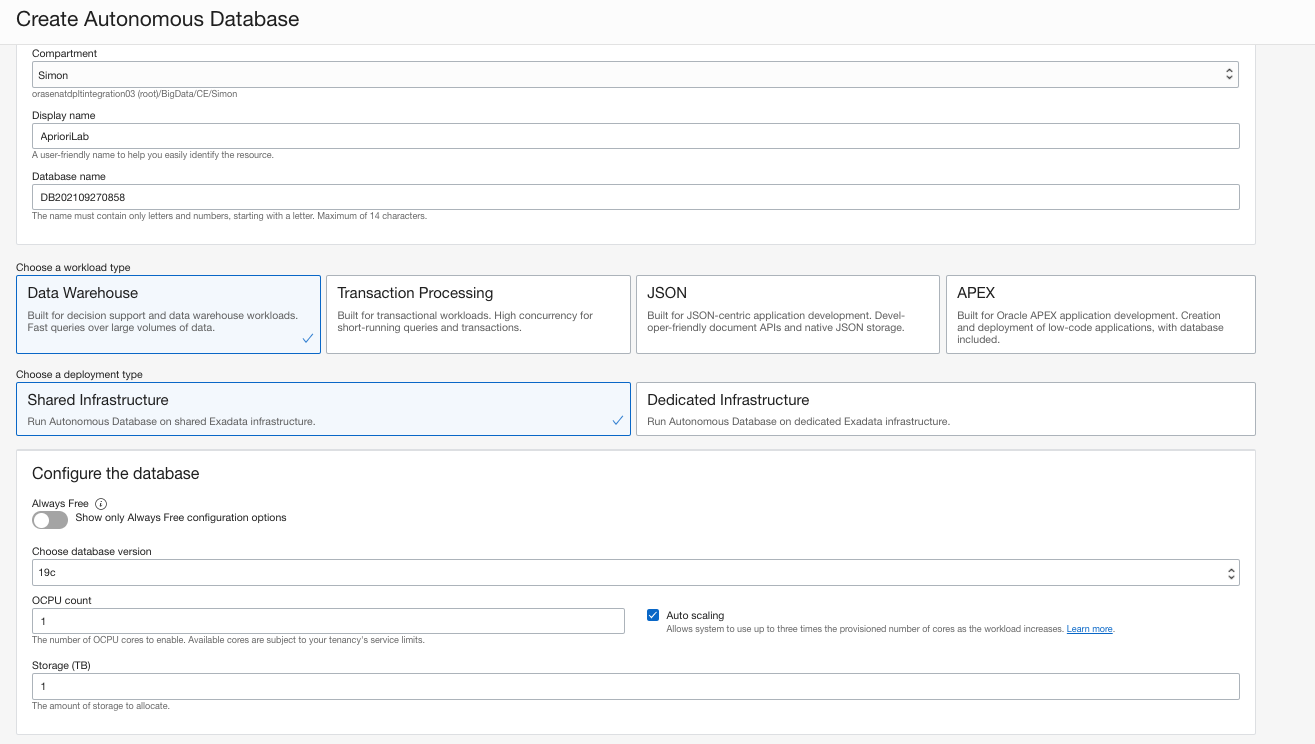 Create Autonomous Database
Compartment
Simon
orasenatdpltintegration03 (root)/BigData/CE/Simon
Display name
AprioriLab
A user-friendly name to help you easily identify the resource.
Database name
DB202109270858
The name must contain only letters and numbers, starting with a letter. Maximum of 14 characters.
Choose a workload type
Data Warehouse
Built for decision support and data warehouse workloads.
Fast queries over large volumes of data.
Transaction Processing
Built for transactional workloads. High concurrency for
short-running queries and transactions.
JSON
Built for JSON-centric application development. Devel-
oper-friendly document APIs and native JSON storage.
APEX
Built for Oracle APEX application development. Creation
and deployment of low-code applications, with database
included.
Choose a deployment type
Shared Infrastructure
Run Autonomous Database on shared Exadata infrastructure.
Dedicated Infrastructure
Run Autonomous Database on dedicated Exadata infrastructure.
Configure the database
Always Free
Show only Always Free configuration options
Choose database version
19c
OCPU count
1
The number of OCPU cores to enable. Available cores are subject to your tenancy's service limits.
Auto scaling
Allows system to use up to three times the provisioned number of cores as the workload increases. Learn more.
Storage (TB)
1
The amount of storage to allocate.